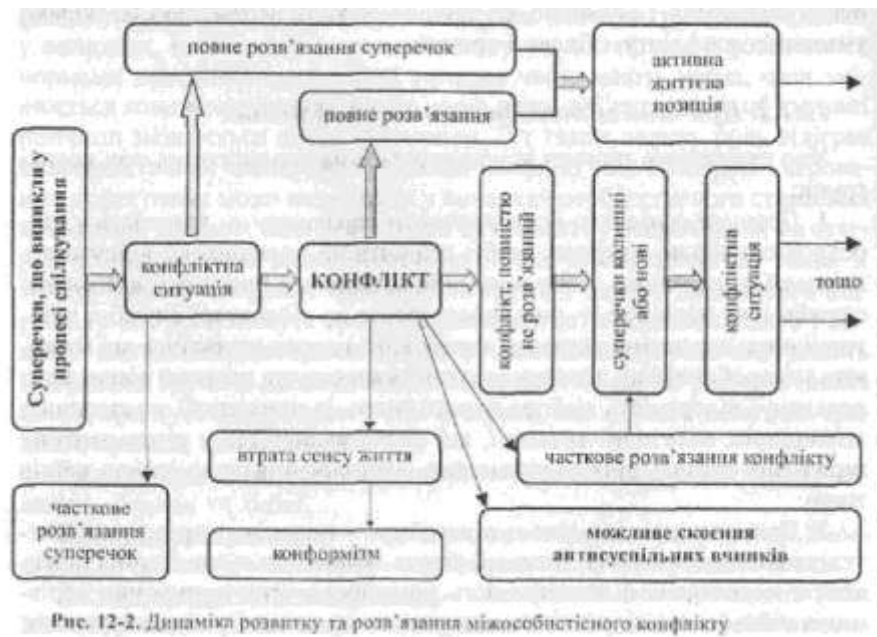 повне розв'язання суперечок
активна
життєва
позиція
повне розв'язання
Суперечки, що виникли у
процесі спілкування
конфліктна
ситуація
КОНФЛІКТ
конфлікт, повністю
не розв'язаний
суперечки колишні
або нові
конфліктна
ситуація
тощо
втрата сенсу життя
часткове розв'язання конфлікту
часткове
розв'язання
суперечок
конформізм
можливе скоєння
антисуспільних вчинків
Рис. 12-2. Динаміка розвитку та розв'язання міжособистісного конфлікту